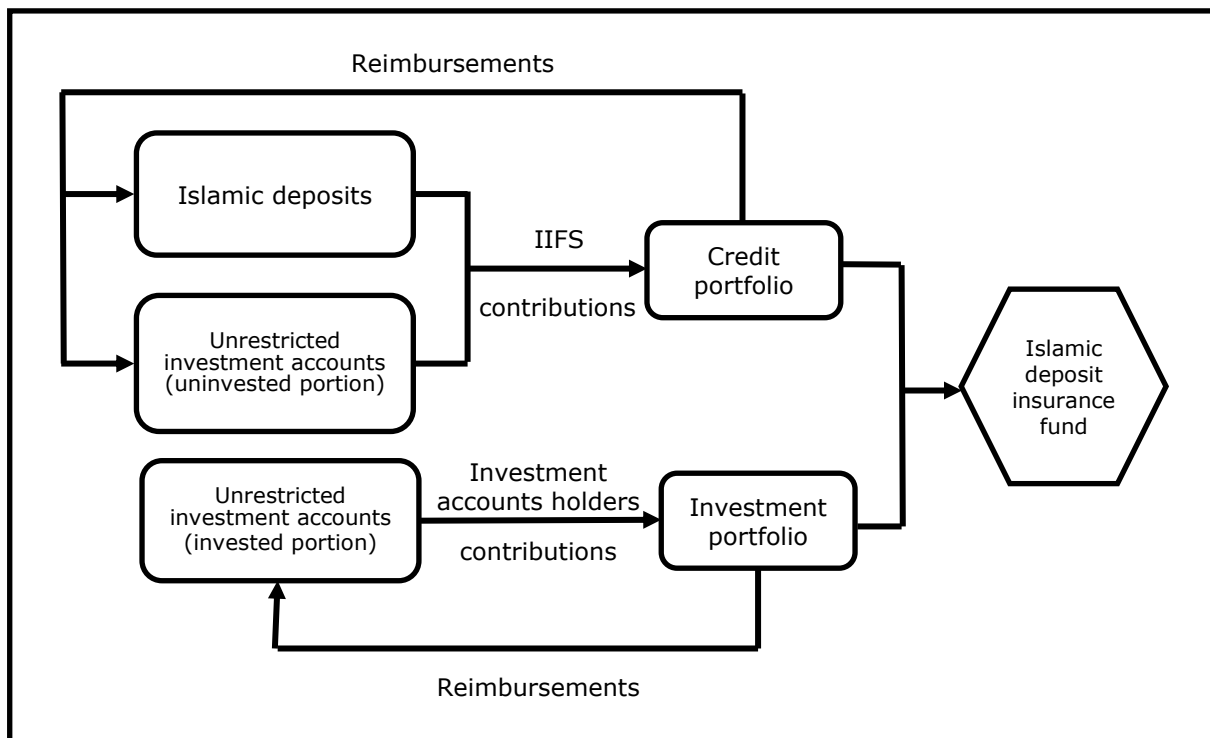 Reimbursements
Islamic deposits
IIFS
contributions
Credit
portfolio
Unrestricted
investment accounts
(uninvested portion)
Islamic
deposit
insurance
fund
Unrestricted
investment accounts
(invested portion)
Investment
accounts holders
contributions
Investment
portfolio
Reimbursements